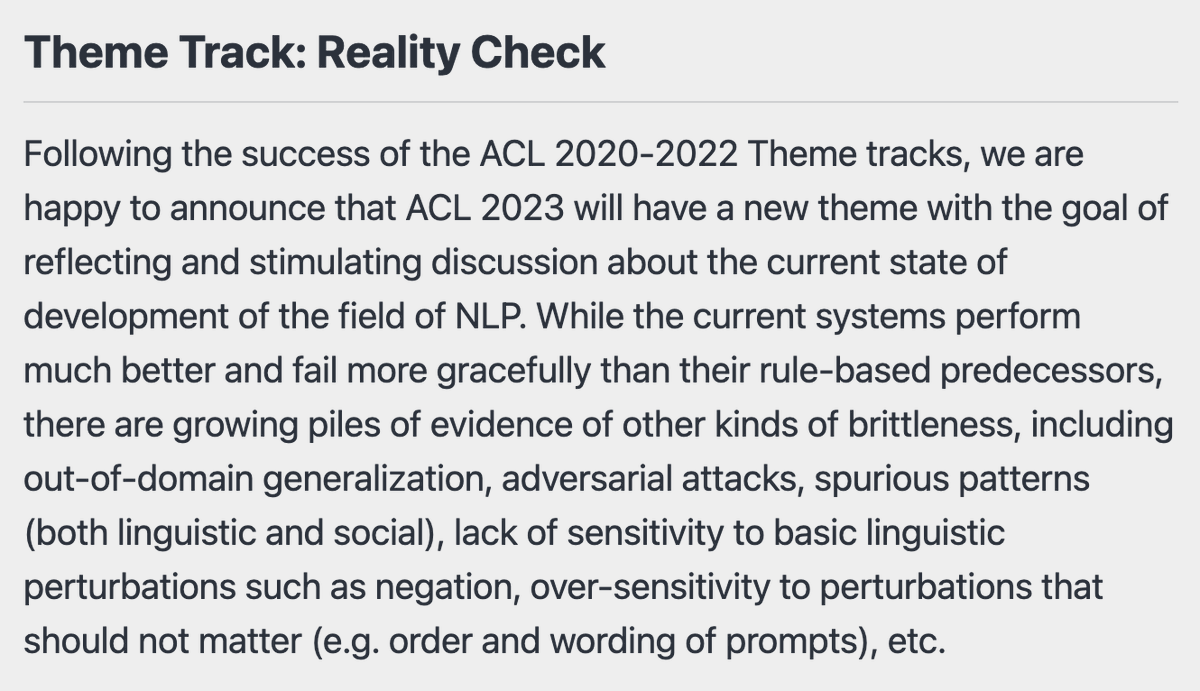 Theme Track: Reality Check
Following the success of the ACL 2020-2022 Theme tracks, we are
happy to announce that ACL 2023 will have a new theme with the goal of
reflecting and stimulating discussion about the current state of
development of the field of NLP. While the current systems perform
much better and fail more gracefully than their rule-based predecessors,
there are growing piles of evidence of other kinds of brittleness, including
out-of-domain generalization, adversarial attacks, spurious patterns
(both linguistic and social), lack of sensitivity to basic linguistic
perturbations such as negation, over-sensitivity to perturbations that
should not matter (e.g. order and wording of prompts), etc.